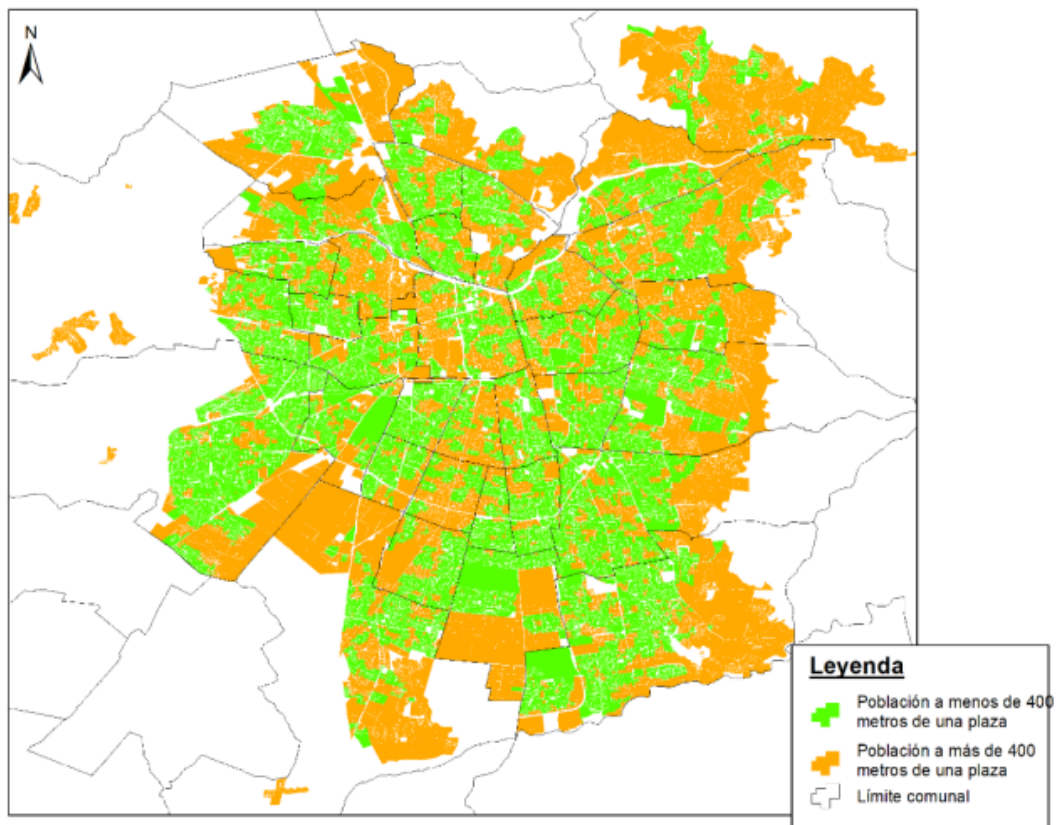 N
Leyenda
Población a menos de 400
metros de una plaza
Población a más de 400
metros de una plaza
Límite comunal